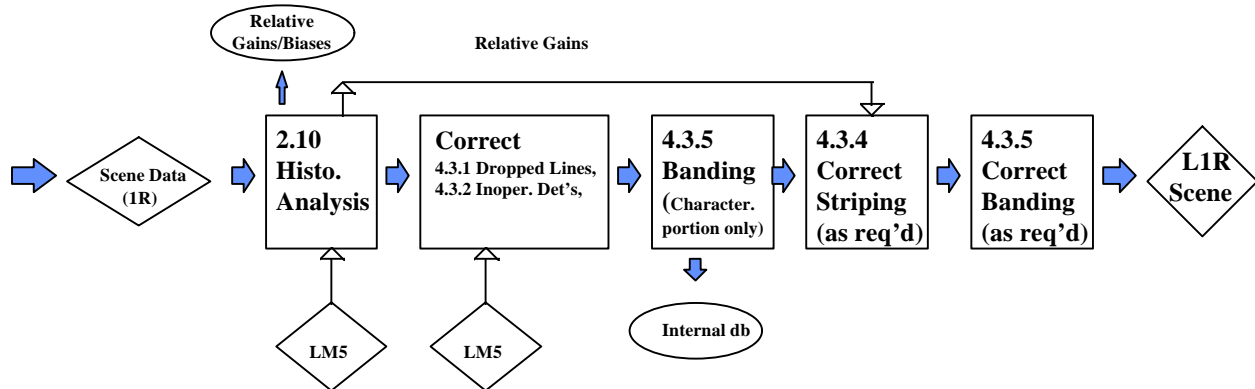 Relative
Gains/Biases
Relative Gains
Scene Data
(1R)
2.10
Histo.
Analysis
Correct
4.3.1 Dropped Lines,
4.3.2 Inoper. Det’s,
4.3.5
Banding
(Character.
portion only)
4.3.4
Correct
Striping
(as req’d)
4.3.5
Correct
Banding
(as req’d)
L1R
Scene
LM5
LM5
Internal db